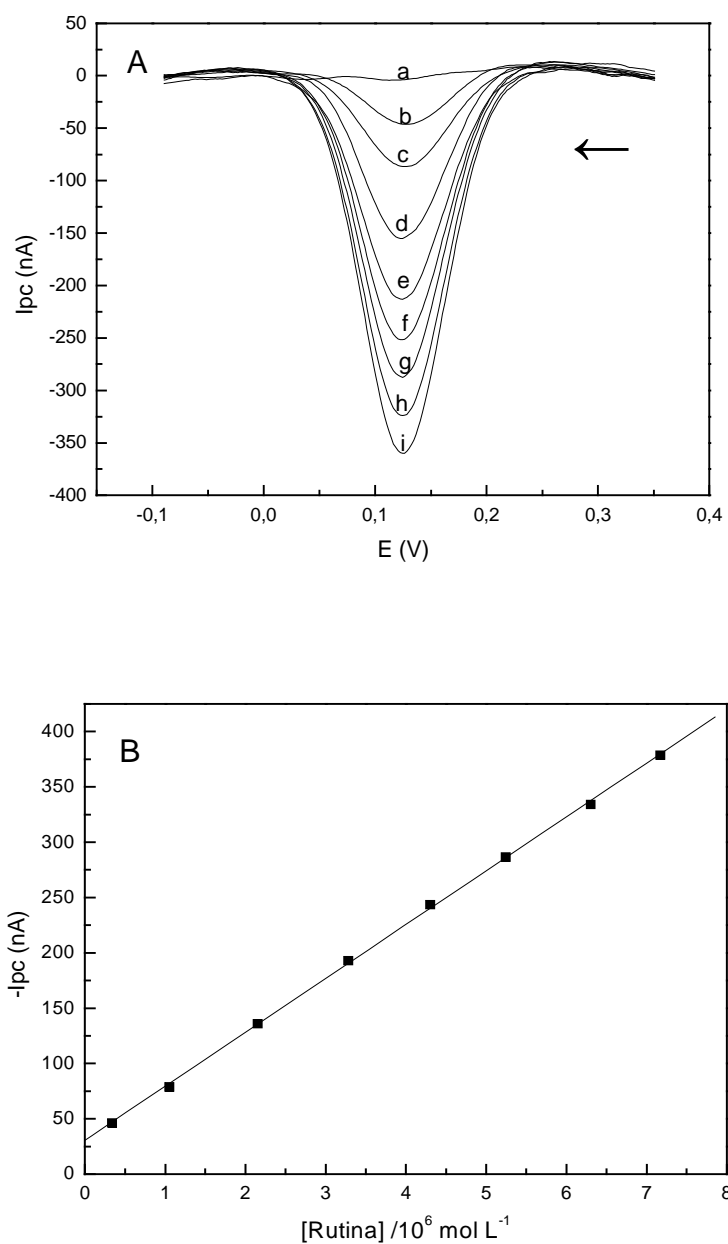 A
50
0
-50
-100
-150
-200
-250
-300
-350
-400
Ipc (nA)
a
b
c
d
e
f
g
h
i
←
-0,1 0,0 0,1 0,2 0,3 0,4
E (V)
B
400
350
300
250
200
150
100
50
0
-Ipc (nA)
0 1 2 3 4 5 6 7 8
[Rutina] /10⁶ mol L⁻¹